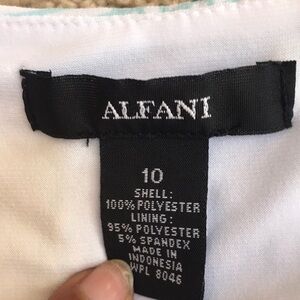 ALFANI
10
SHELL:
100% POLYESTER
LINING:
95% POLYESTER
5% SPANDEX
MADE IN
INDONESIA
WPL 8046